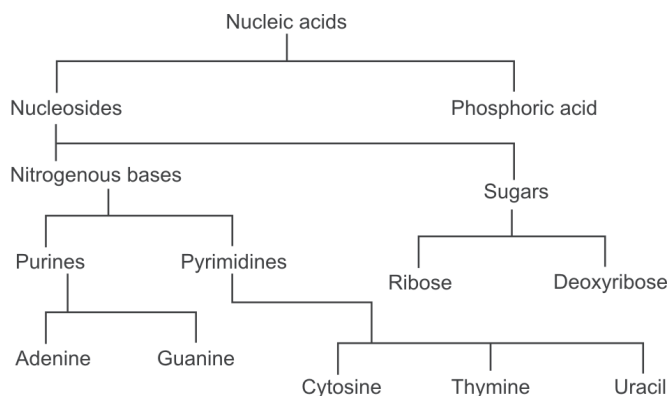 Nucleic acids
Nucleosides
Phosphoric acid
Nitrogenous bases
Sugars
Purines
Pyrimidines
Ribose
Deoxyribose
Adenine
Guanine
Cytosine
Thymine
Uracil